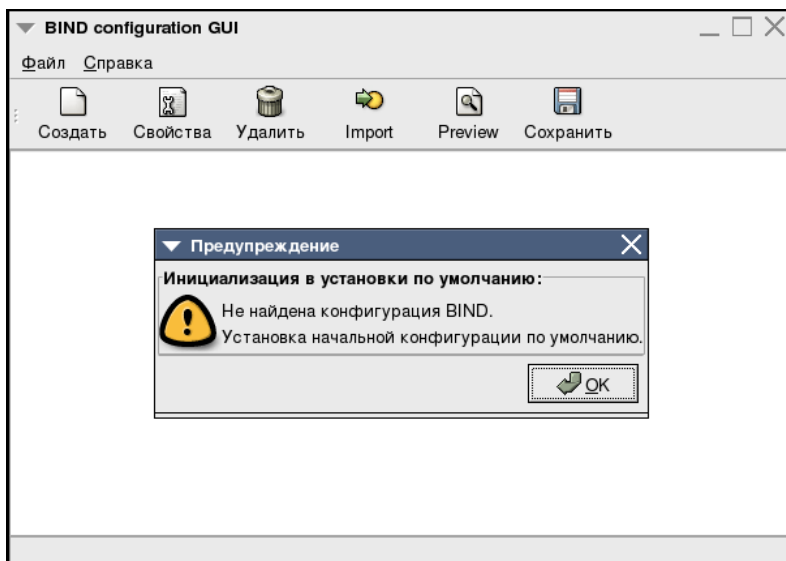 BIND configuration GUI
Файл Справка
Создать Свойства Удалить Import Preview Сохранить
Предупреждение
Инициализация в установки по умолчанию:
Не найдена конфигурация BIND.
Установка начальной конфигурации по умолчанию.
OK